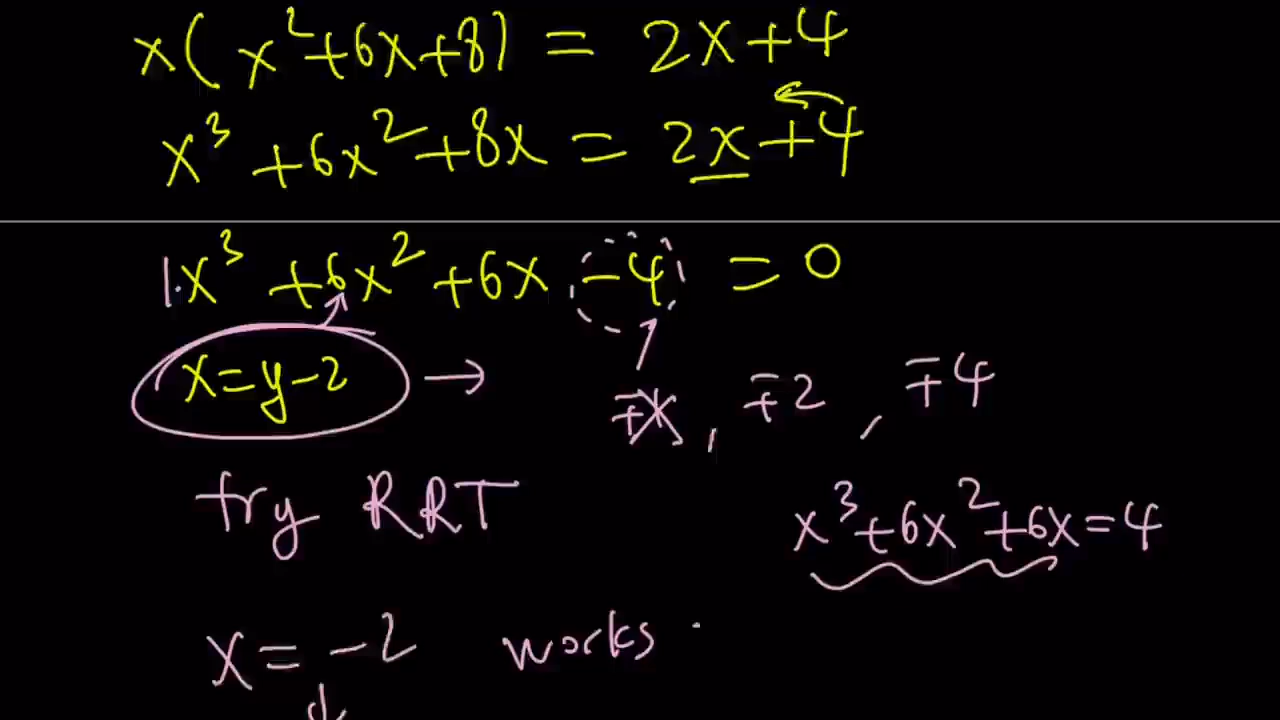 x(x²+6x+8) = 2x+4
x³ +6x² +8x = 2x +4
1·x³ +6x² +6x −4 = 0
x=y−2 →
∓1, ∓2, ∓4
try RRT
x³+6x²+6x=4
x= −2 works